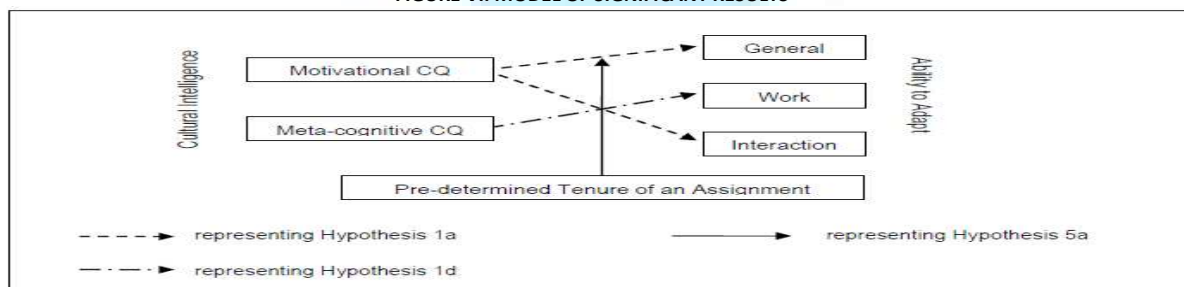 General
Motivational CQ
Cultural Intelligence
Work
Ability to Adapt
Meta-cognitive CQ
Interaction
Pre-determined Tenure of an Assignment
representing Hypothesis 1a
representing Hypothesis 5a
representing Hypothesis 1d